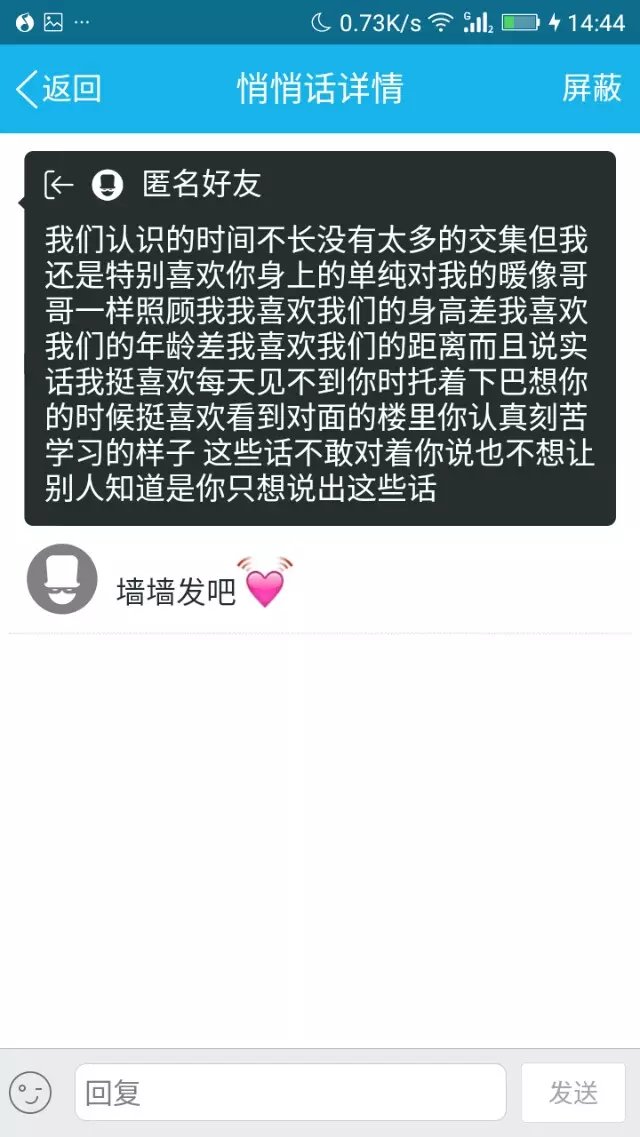 0.73K/s
G
2
14:44
返回
悄悄话详情
屏蔽
匿名好友
我们认识的时间不长没有太多的交集但我
还是特别喜欢你身上的单纯对我的暖像哥
哥一样照顾我我喜欢我们的身高差我喜欢
我们的年龄差我喜欢我们的距离而且说实
话我挺喜欢每天见不到你时托着下巴想你
的时候挺喜欢看到对面的楼里你认真刻苦
学习的样子 这些话不敢对着你说也不想让
别人知道是你只想说出这些话
墙墙发吧
回复
发送